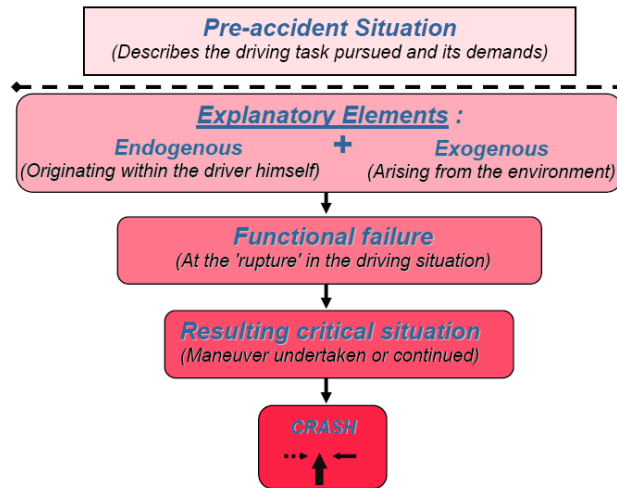 Pre-accident Situation
(Describes the driving task pursued and its demands)
Explanatory Elements :
Endogenous + Exogenous
(Originating within the driver himself) (Arising from the environment)
Functional failure
(At the 'rupture' in the driving situation)
Resulting critical situation
(Maneuver undertaken or continued)
CRASH